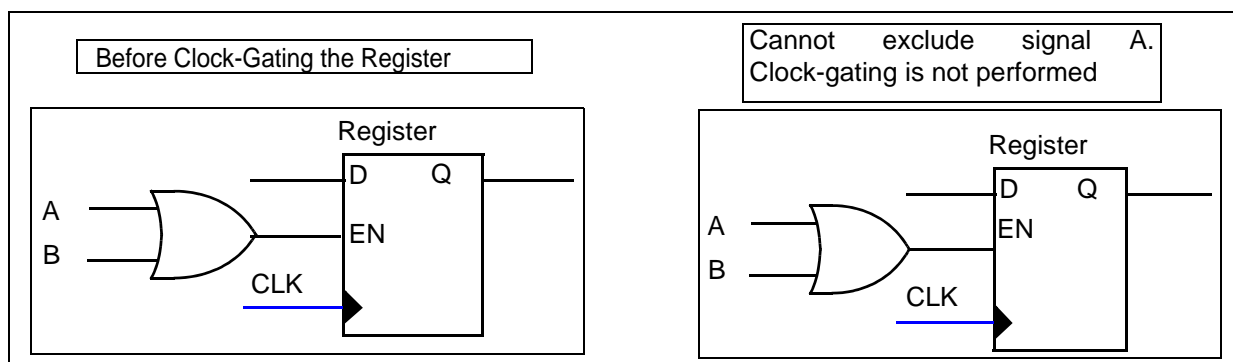 Before Clock-Gating the Register
Cannot exclude signal A.
Clock-gating is not performed
Register
D Q
A
EN
B
CLK
Register
D Q
A
EN
B
CLK